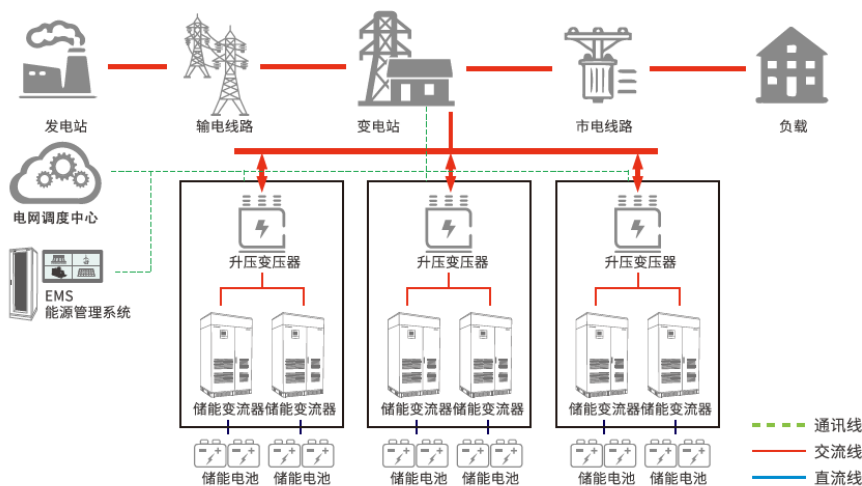 发电站
输电线路
变电站
市电线路
负载
电网调度中心
EMS
能源管理系统
升压变压器
升压变压器
升压变压器
储能变流器
储能变流器
储能变流器
储能变流器
储能变流器
储能变流器
储能电池
储能电池
储能电池
储能电池
储能电池
储能电池
通讯线
交流线
直流线